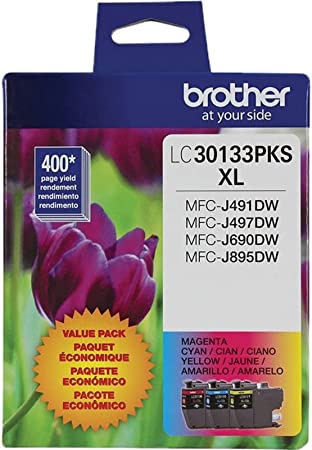 brother
at your side
400*
page yield
rendement
rendimiento
rendimento
LC30133PKS
XL
MFC-J491DW
MFC-J497DW
MFC-J690DW
MFC-J895DW
VALUE PACK
PAQUET
ÉCONOMIQUE
PAQUETE
ECONÓMICO
PACOTE
ECONÔMICO
MAGENTA
CYAN / CIAN / CIANO
YELLOW / JAUNE /
AMARILLO / AMARELO